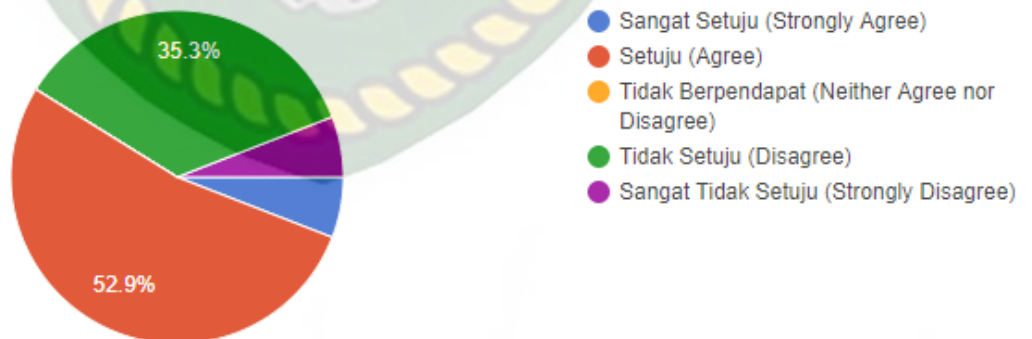 35.3%
52.9%
Sangat Setuju (Strongly Agree)
Setuju (Agree)
Tidak Berpendapat (Neither Agree nor
Disagree)
Tidak Setuju (Disagree)
Sangat Tidak Setuju (Strongly Disagree)